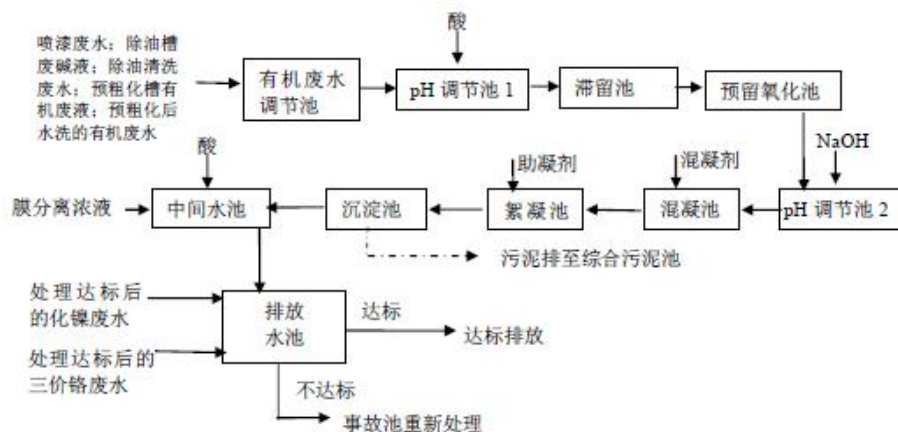 酸
喷漆废水；除油槽
废碱液；除油清洗
废水；预粗化槽有
机废液；预粗化后
水洗的有机废水
有机废水
调节池
pH 调节池 1
滞留池
预留氧化池
NaOH
酸
助凝剂
混凝剂
膜分离浓液
中间水池
沉淀池
絮凝池
混凝池
pH 调节池 2
污泥排至综合污泥池
处理达标后
的化镍废水
排放
水池
达标
达标排放
处理达标后的
三价铬废水
不达标
事故池重新处理